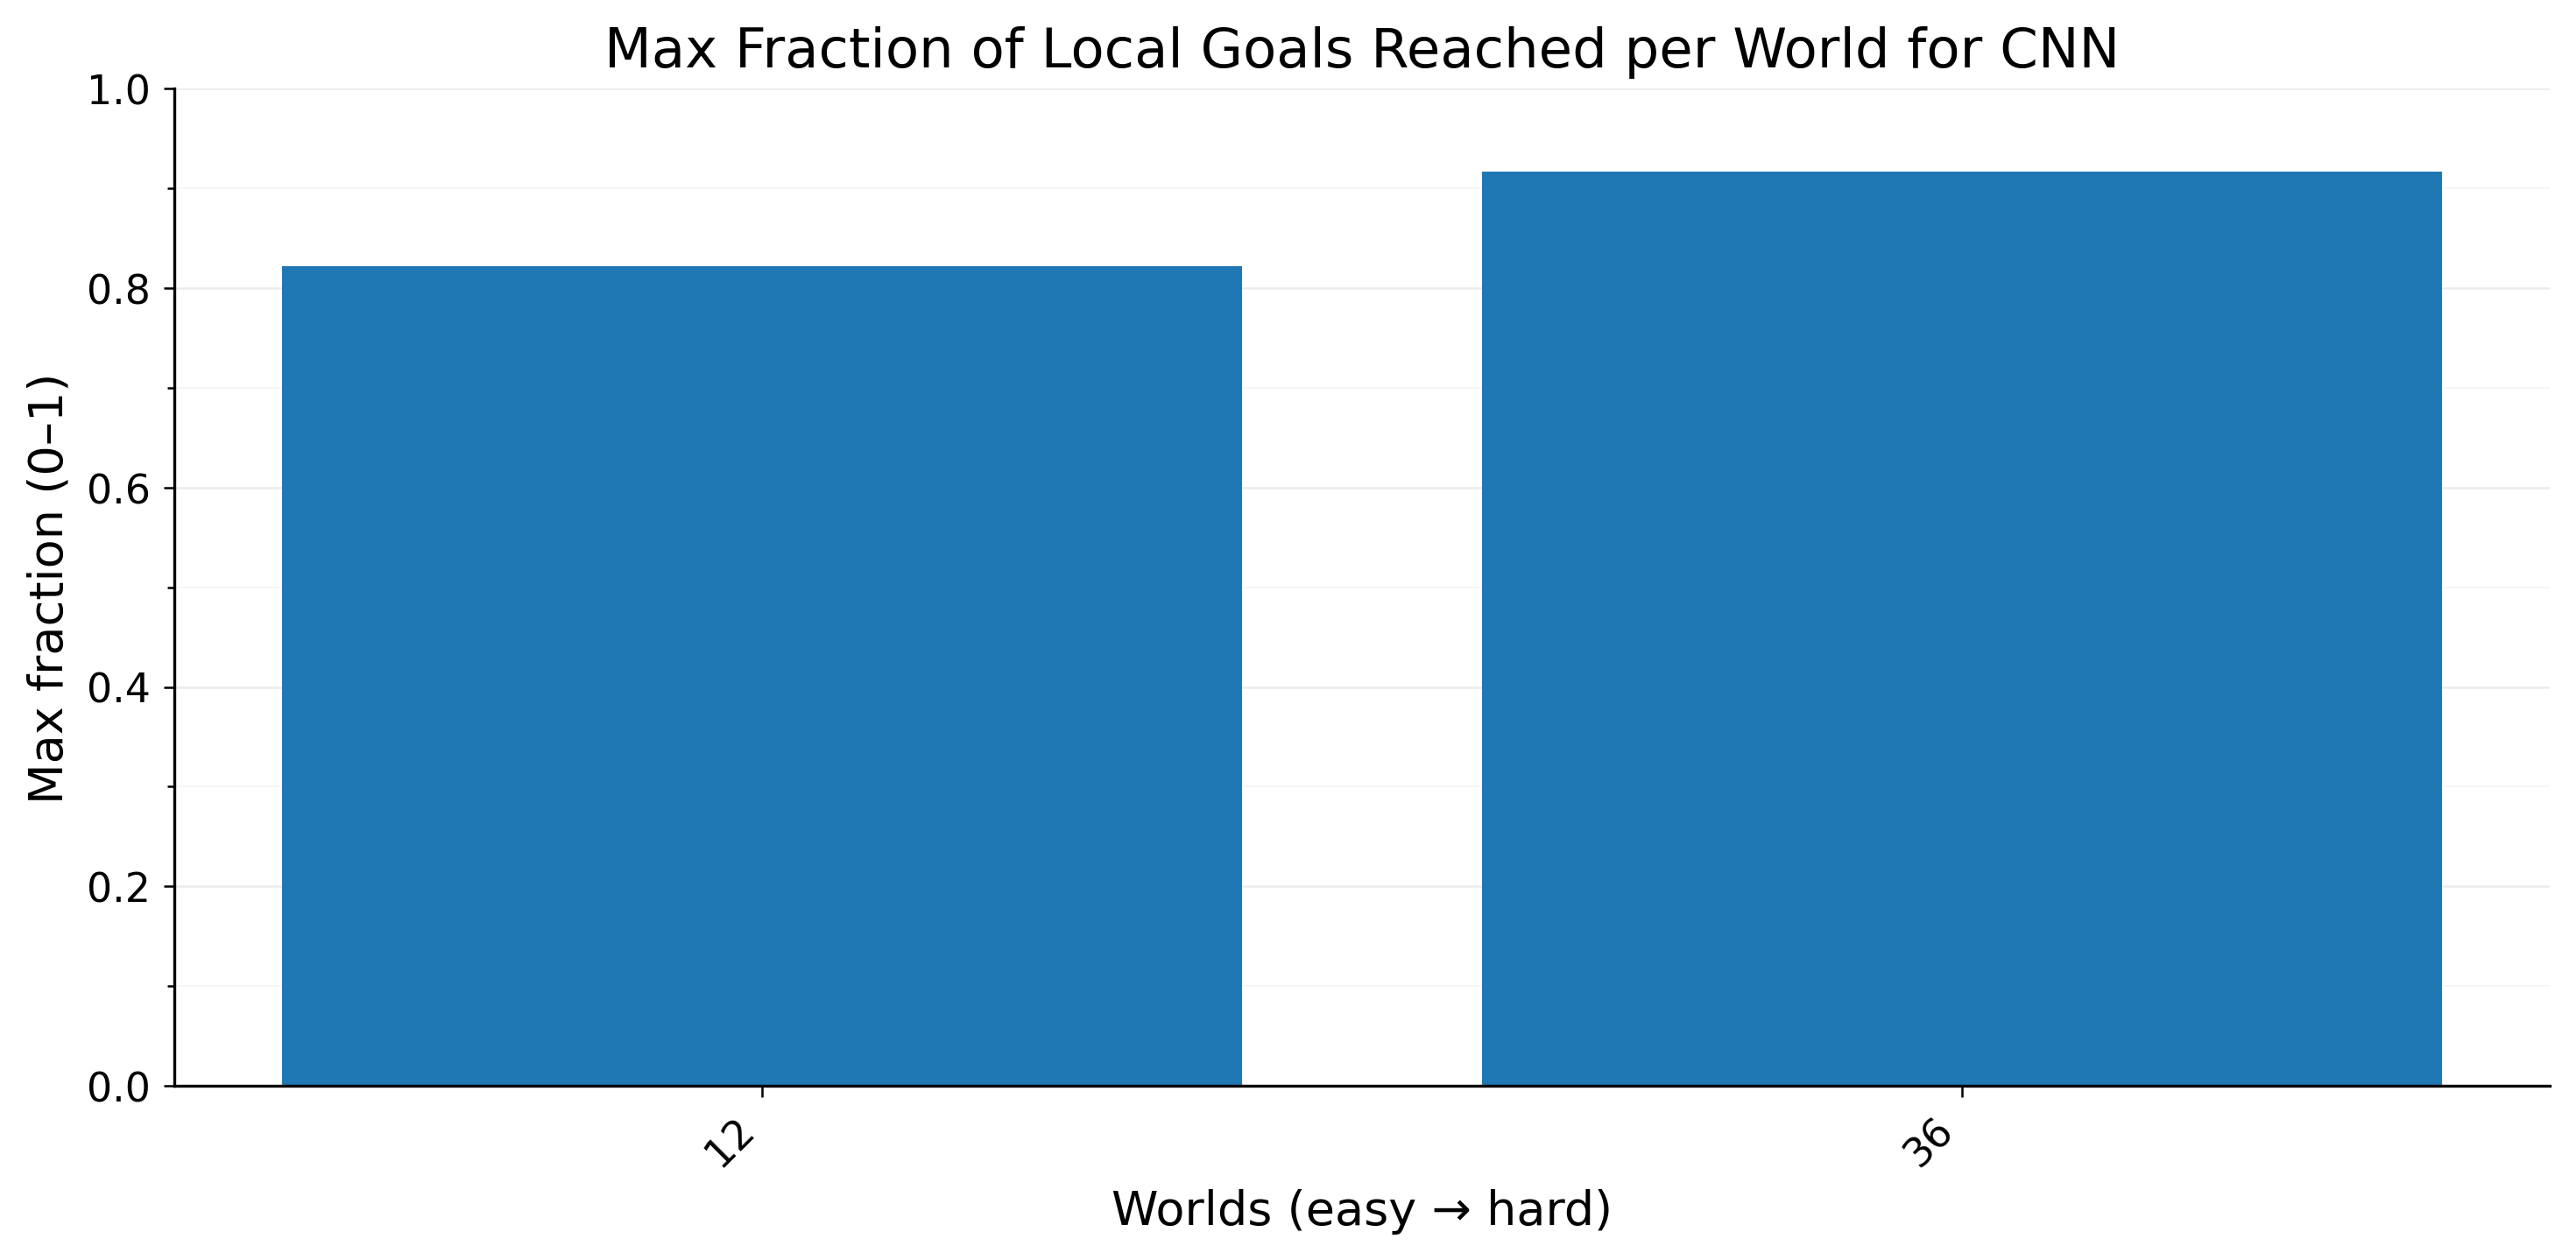 Max Fraction of Local Goals Reached per World for CNN
1.0
0.8
0.6
0.4
0.2
0.0
Max fraction (0–1)
12
36
Worlds (easy → hard)